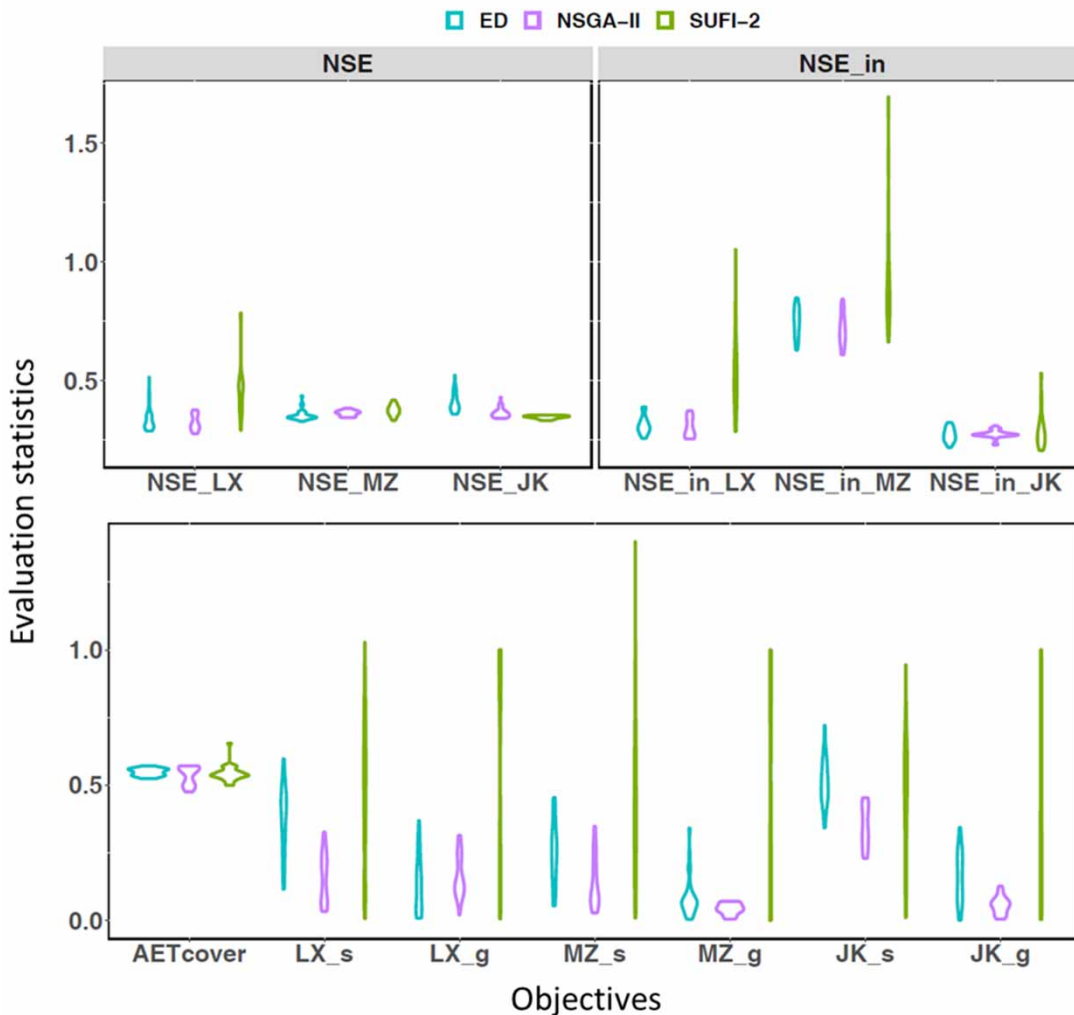 ED NSGA-II SUFI-2
NSE NSE_in
1.5
1.0
0.5
NSE_LX NSE_MZ NSE_JK NSE_in_LX NSE_in_MZ NSE_in_JK
Evaluation statistics
1.0
0.5
0.0
AETcover LX_s LX_g MZ_s MZ_g JK_s JK_g
Objectives